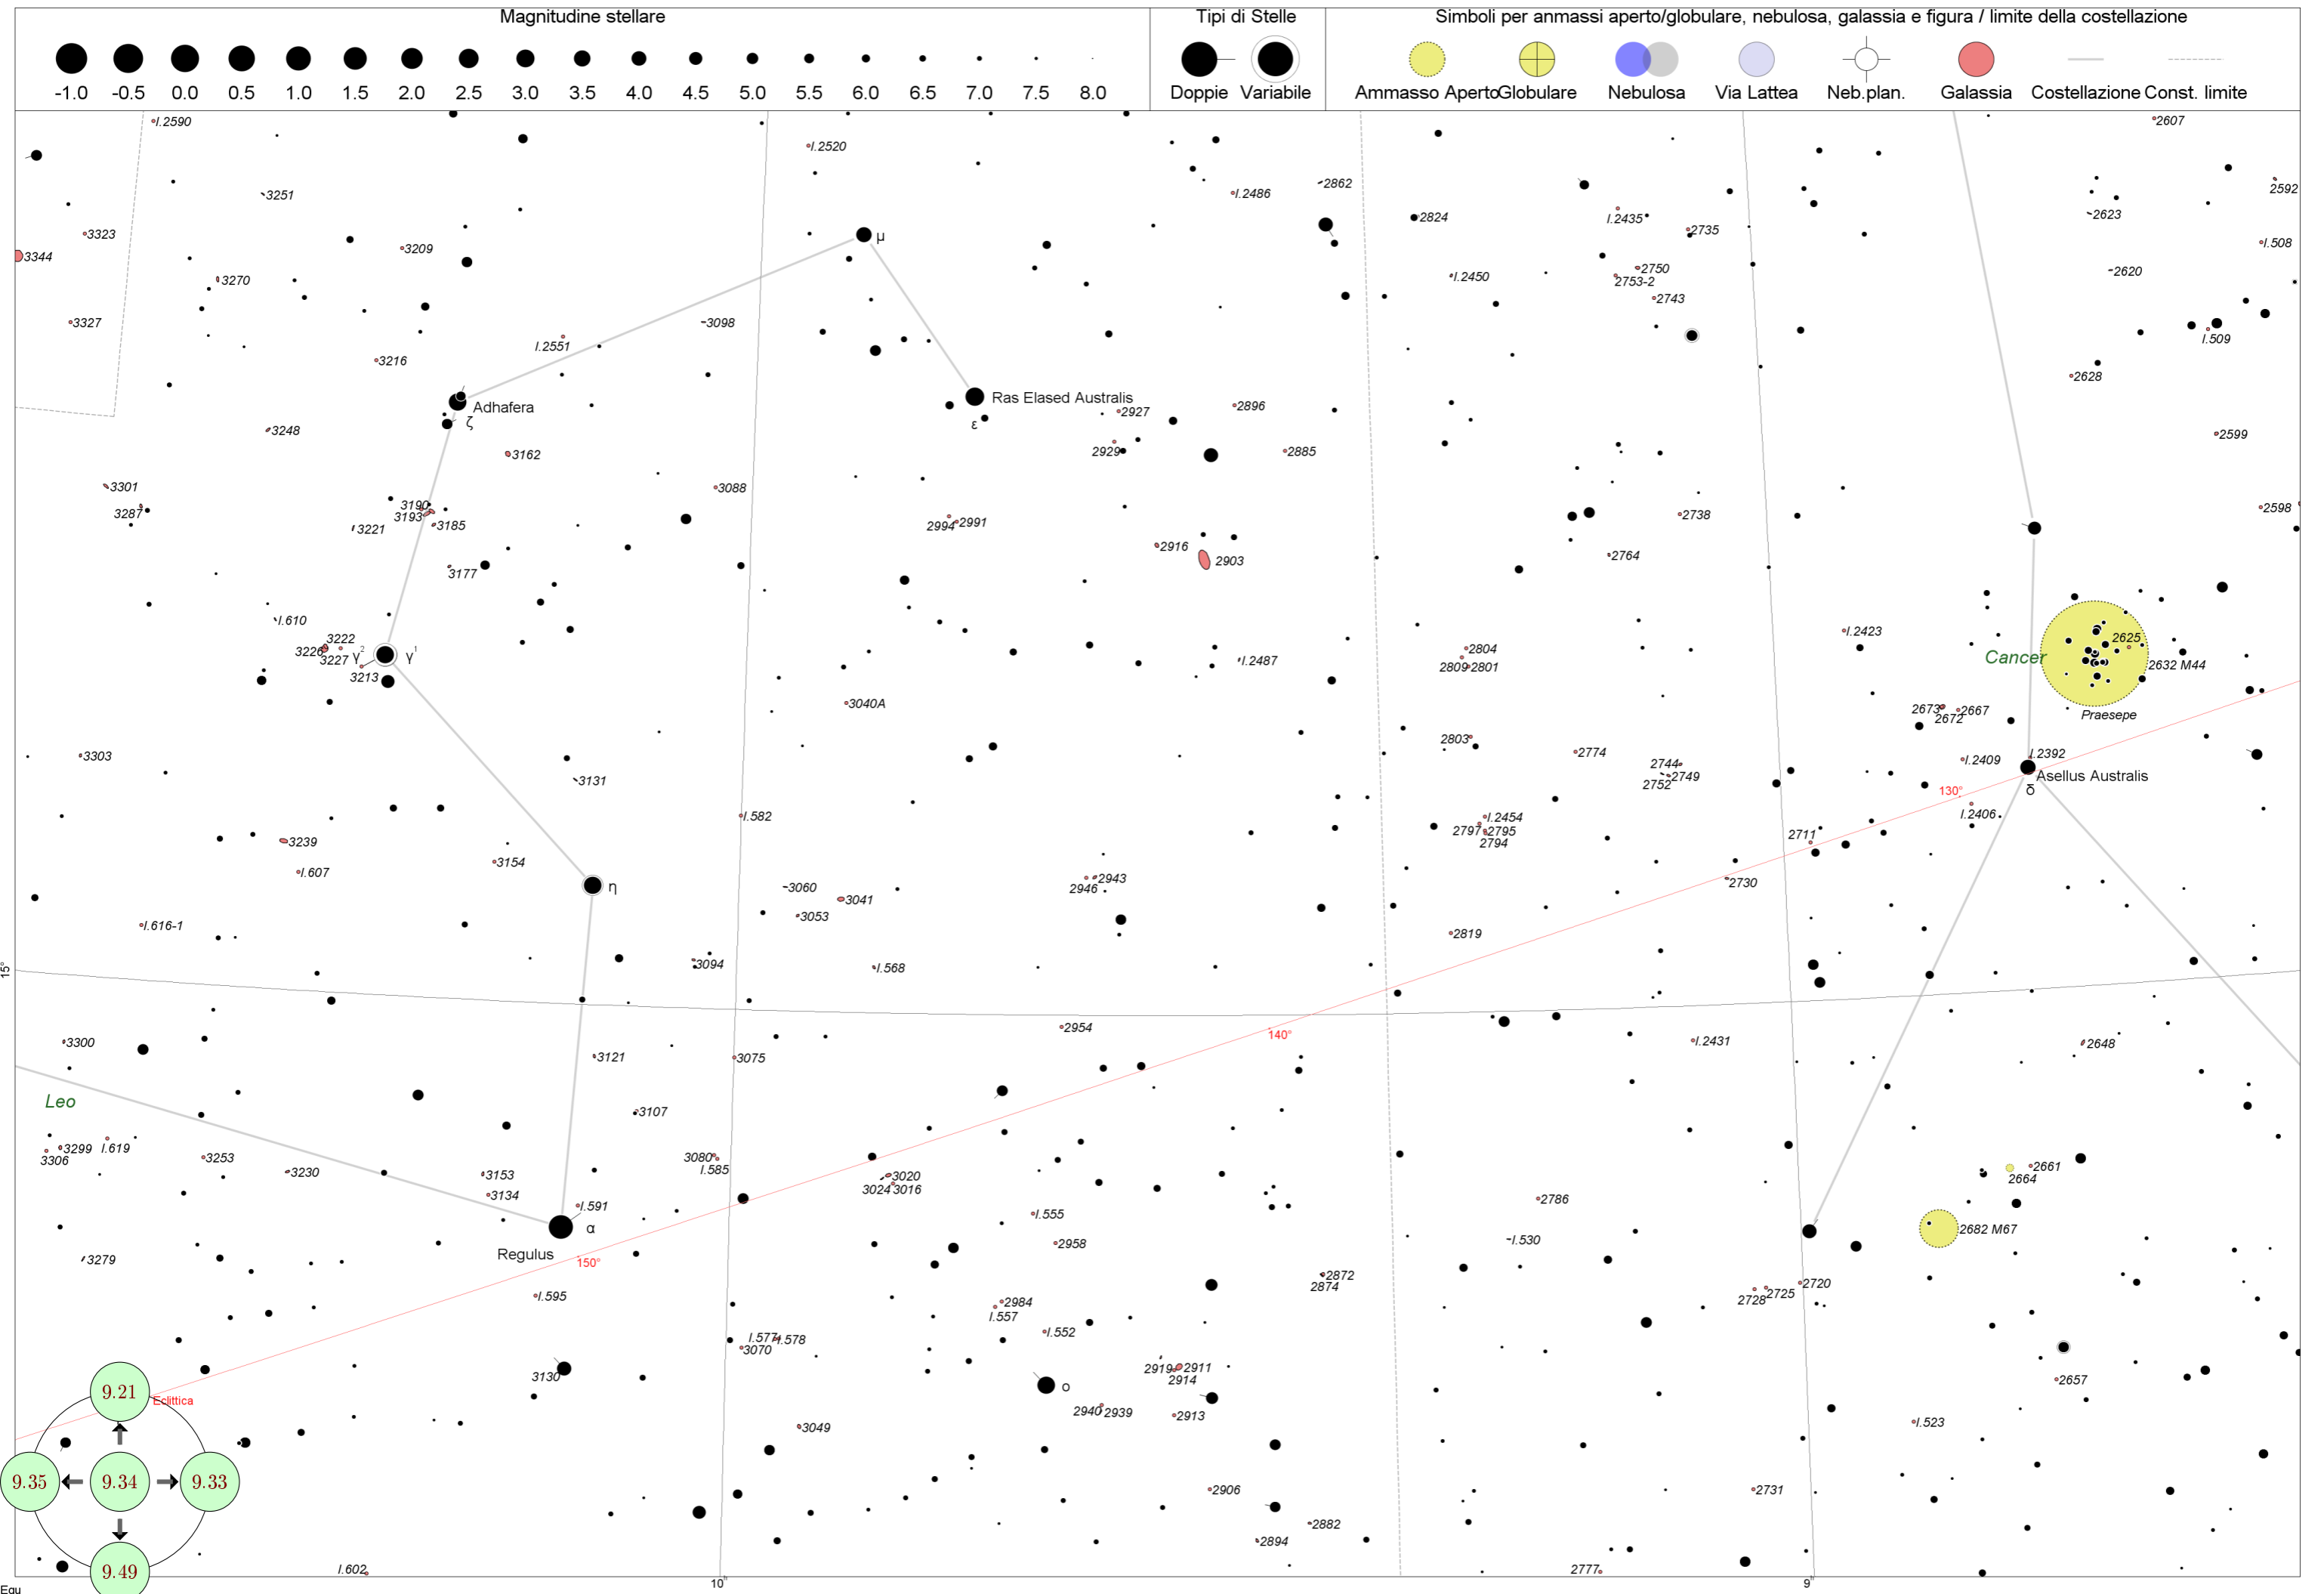 Magnitudine stellare
Tipi di Stelle
Simboli per anmassi aperto/globulare, nebulosa, galassia e figura / limite della costellazione
-1.0 -0.5 0.0 0.5 1.0 1.5 2.0 2.5 3.0 3.5 4.0 4.5 5.0 5.5 6.0 6.5 7.0 7.5 8.0
Doppie Variabile
Ammasso Aperto Globulare Nebulosa Via Lattea Neb.plan. Galassia Costellazione Const. limite
I.2590
2607
I.2520
3251
I.2486
2862
2592
I.2435
2824
2623
3323
2735
3209
I.508
3344
2750
2620
3270
I.2450
2753-2
2743
3327
3098
I.509
I.2551
3216
2628
μ
Adhafera
ζ
Ras Elased Australis
ε
2927
2896
3248
2599
3162
2929
2885
3301
3088
3190
3193
3287
3185
3221
2994
2991
2738
2598
2916
2903
2764
3177
I.610
3222
3226
3227
γ²
γ¹
3213
I.2423
2625
2804
2809
2801
I.2487
Cancer
2632 M44
3040A
2673
2672
2667
Praesepe
2803
2774
3303
I.2392
I.2409
2744
2749
2752
3131
Asellus Australis
δ
130°
I.582
I.2406
I.2454
2797
2795
2794
2711
3239
3154
I.607
2946
2943
2730
3060
η
3041
3053
I.616-1
2819
3094
I.568
15°
2954
140°
I.2431
3300
2648
3121
3075
Leo
3107
3299
I.619
3306
3253
3080
I.585
3230
3153
3020
3024
3016
2661
2664
3134
2786
I.591
α
I.555
2682 M67
Regulus
2958
I.530
3279
150°
2872
2874
2720
2725
2728
I.595
2984
I.557
I.552
I.577
I.578
3070
2919
2911
2914
3130
ο
2657
9.21
Eclittica
2940
2939
2913
I.523
3049
9.35
9.34
9.33
2906
2731
2882
2894
9.49
I.602
2777
10h
9h
Equ